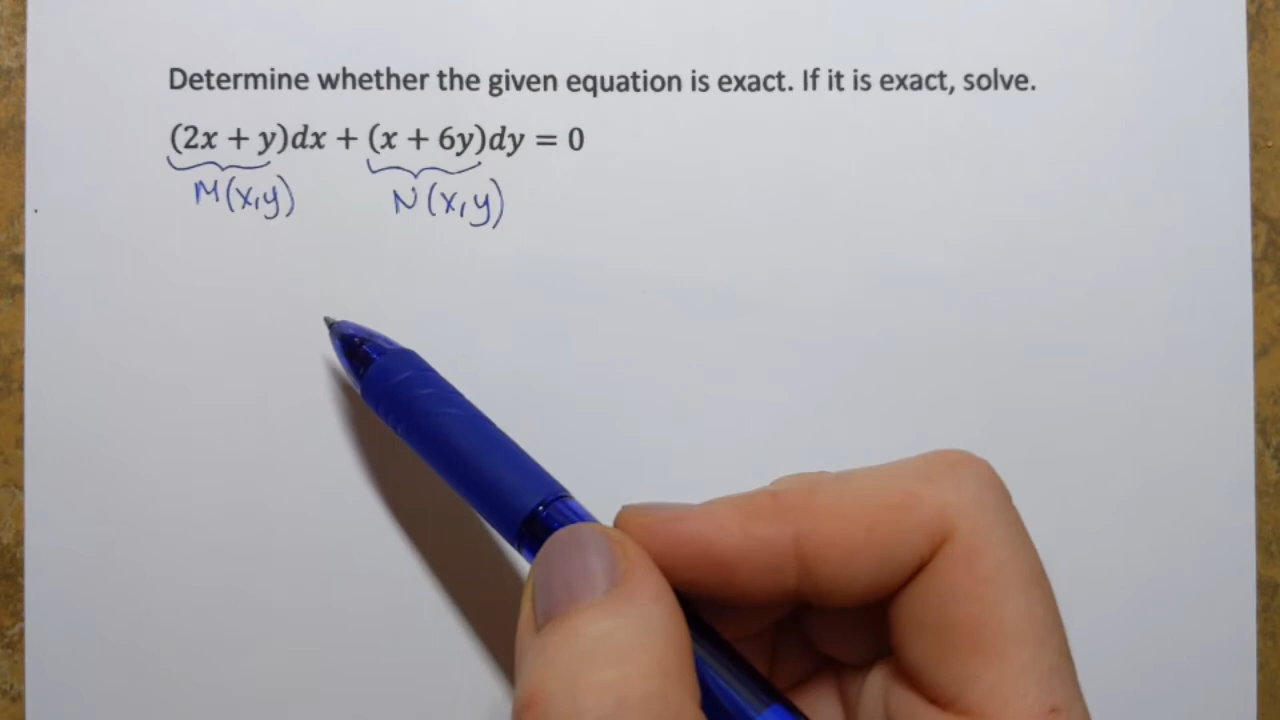 Determine whether the given equation is exact. If it is exact, solve.
(2x + y)dx + (x + 6y)dy = 0
M(x,y) N(x,y)